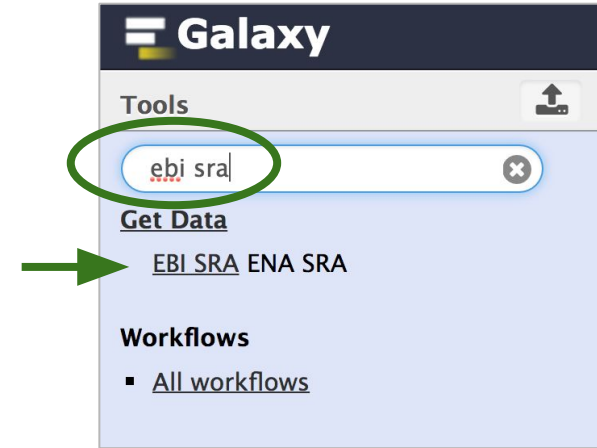 Galaxy
Tools
ebi sra
Get Data
EBI SRA ENA SRA
Workflows
All workflows